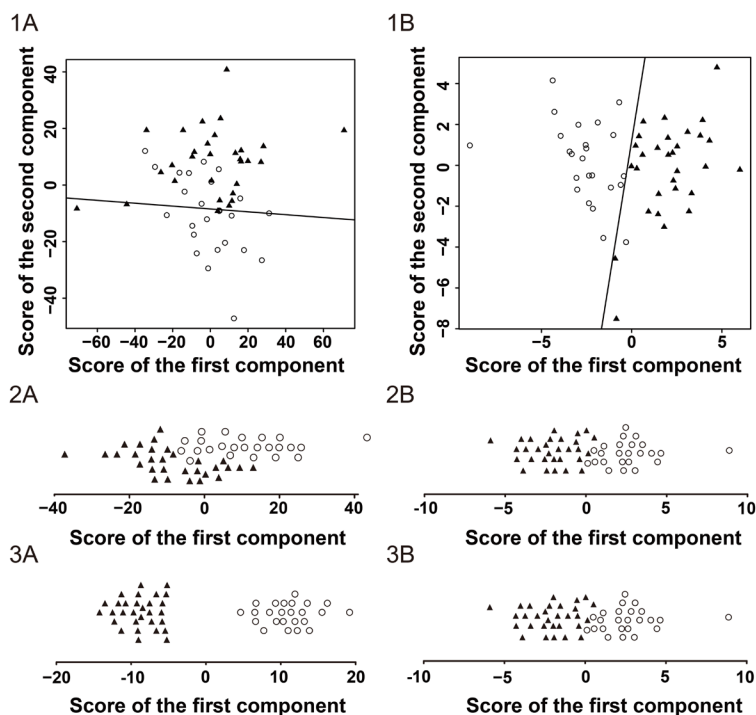 1A
Score of the second component
40
20
0
−20
−40
−60 −40 −20 0 20 40 60
Score of the first component
1B
Score of the second component
4
2
0
−2
−4
−6
−8
−5 0 5
Score of the first component
2A
−40 −20 0 20 40
Score of the first component
2B
-10 −5 0 5 10
Score of the first component
3A
−20 -10 0 10 20
Score of the first component
3B
-10 −5 0 5 10
Score of the first component